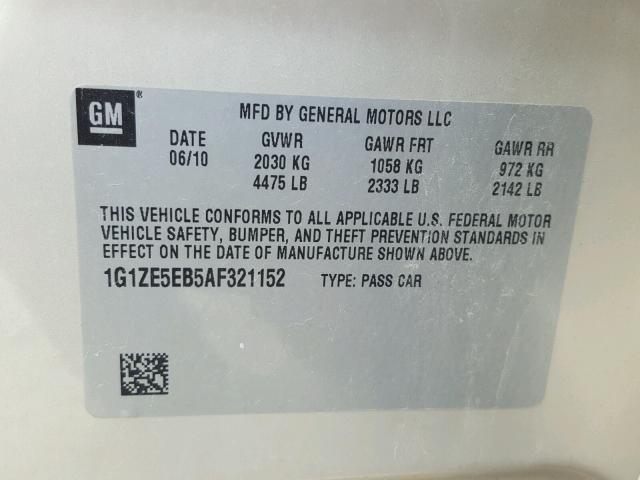 GM®
MFD BY GENERAL MOTORS LLC
DATE GVWR GAWR FRT GAWR RR
06/10 2030 KG 1058 KG 972 KG
4475 LB 2333 LB 2142 LB
THIS VEHICLE CONFORMS TO ALL APPLICABLE U.S. FEDERAL MOTOR
VEHICLE SAFETY, BUMPER, AND THEFT PREVENTION STANDARDS IN
EFFECT ON THE DATE OF MANUFACTURE SHOWN ABOVE.
1G1ZE5EB5AF321152 TYPE: PASS CAR